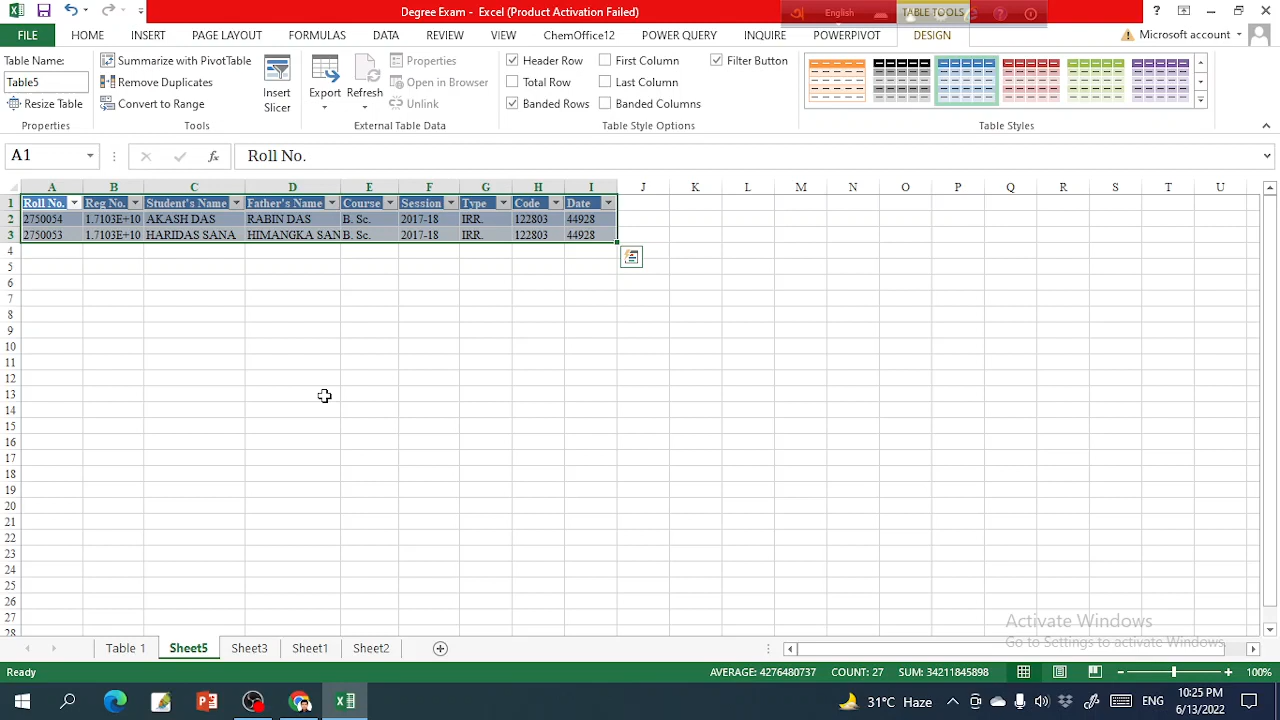 Degree Exam - Excel (Product Activation Failed)
English
TABLE TOOLS
FILE HOME INSERT PAGE LAYOUT FORMULAS DATA REVIEW VIEW ChemOffice12 POWER QUERY INQUIRE POWERPIVOT DESIGN Microsoft account
Table Name: Summarize with PivotTable Properties Header Row First Column Filter Button
Table5 Remove Duplicates Insert Slicer Export Refresh Open in Browser Total Row Last Column
Resize Table Convert to Range Unlink Banded Rows Banded Columns
Properties Tools External Table Data Table Style Options Table Styles
A1 fx Roll No.
A B C D E F G H I J K L M N O P Q R S T U
1 Roll No. Reg No. Student's Name Father's Name Course Session Type Code Date
2 2750054 1.7103E+10 AKASH DAS RABIN DAS B. Sc. 2017-18 IRR. 122803 44928
3 2750053 1.7103E+10 HARIDAS SANA HIMANGKA SAN B. Sc. 2017-18 IRR. 122803 44928
4
5
6
7
8
9
10
11
12
13
14
15
16
17
18
19
20
21
22
23
24
25
26
27
28
Activate Windows
Go to Settings to activate Windows.
Table 1 Sheet5 Sheet3 Sheet1 Sheet2
Ready AVERAGE: 4276480737 COUNT: 27 SUM: 34211845898 100%
31°C Haze ENG 10:25 PM
6/13/2022